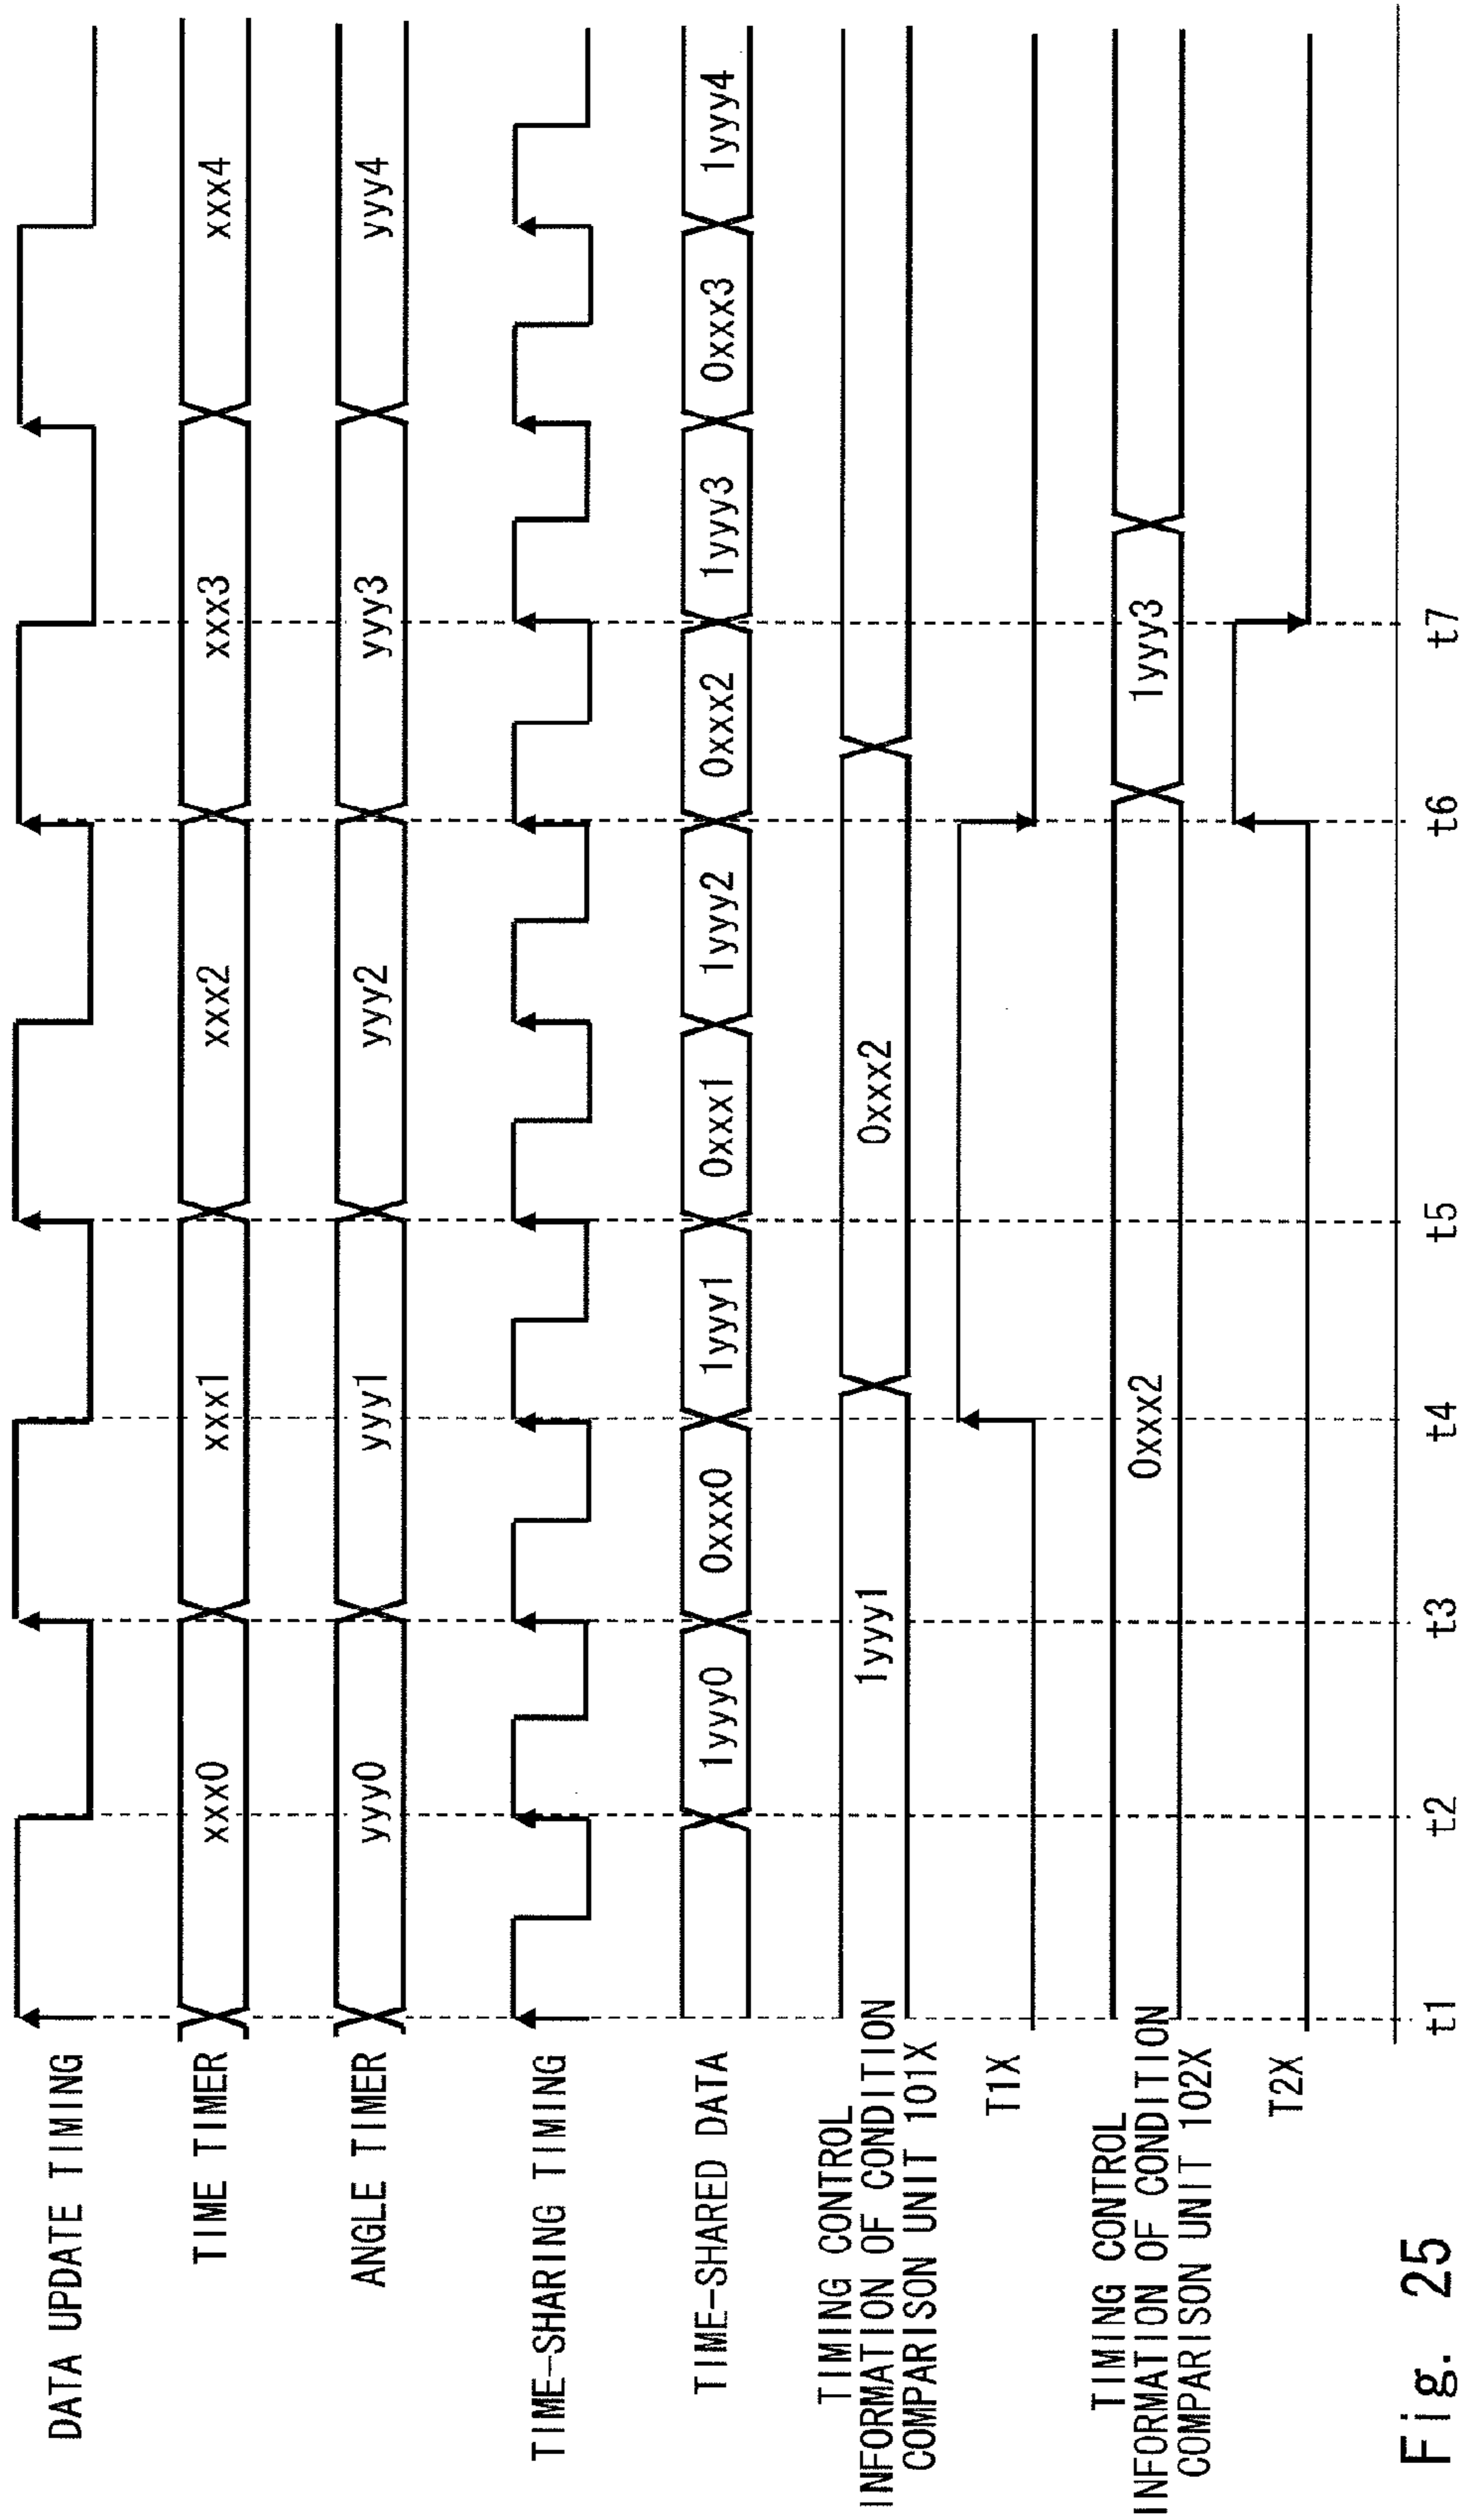 DATA UPDATE TIMING
TIME TIMER
xxx0 xxx1 xxx2 xxx3 xxx4
ANGLE TIMER
yyy0 yyy1 yyy2 yyy3 yyy4
TIME-SHARING TIMING
TIME-SHARED DATA
1yyy0 0xxx0 1yyy1 0xxx1 1yyy2 0xxx2 1yyy3 0xxx3 1yyy4
TIMING CONTROL
INFORMATION OF CONDITION
COMPARISON UNIT 101X
1yyy1 0xxx2
T1X
TIMING CONTROL
INFORMATION OF CONDITION
COMPARISON UNIT 102X
0xxx2 1yyy3
T2X
t1 t2 t3 t4 t5 t6 t7
Fig. 25